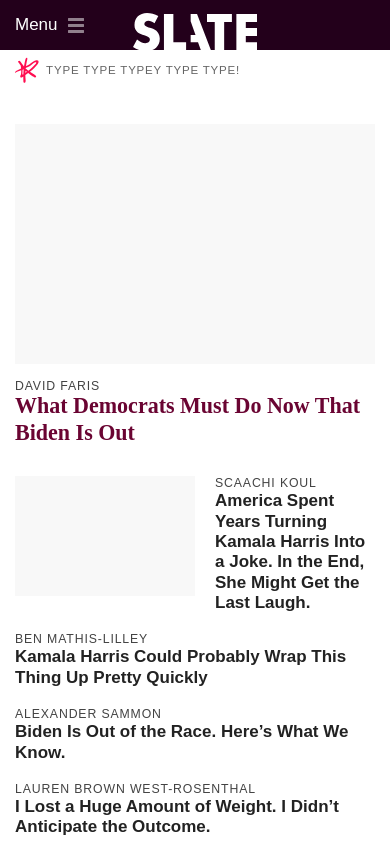 Menu
SLATE
TYPE TYPE TYPEY TYPE TYPE!
DAVID FARIS
What Democrats Must Do Now That
Biden Is Out
SCAACHI KOUL
America Spent
Years Turning
Kamala Harris Into
a Joke. In the End,
She Might Get the
Last Laugh.
BEN MATHIS-LILLEY
Kamala Harris Could Probably Wrap This
Thing Up Pretty Quickly
ALEXANDER SAMMON
Biden Is Out of the Race. Here’s What We
Know.
LAUREN BROWN WEST-ROSENTHAL
I Lost a Huge Amount of Weight. I Didn’t
Anticipate the Outcome.